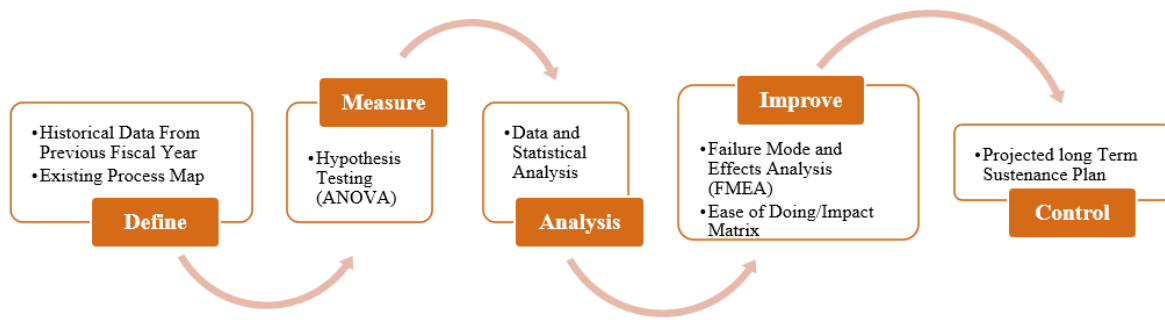 •Historical Data From
Previous Fiscal Year
•Existing Process Map
Define
Measure
•Hypothesis
Testing
(ANOVA)
•Data and
Statistical
Analysis
Analysis
Improve
•Failure Mode and
Effects Analysis
(FMEA)
•Ease of Doing/Impact
Matrix
•Projected long Term
Sustenance Plan
Control